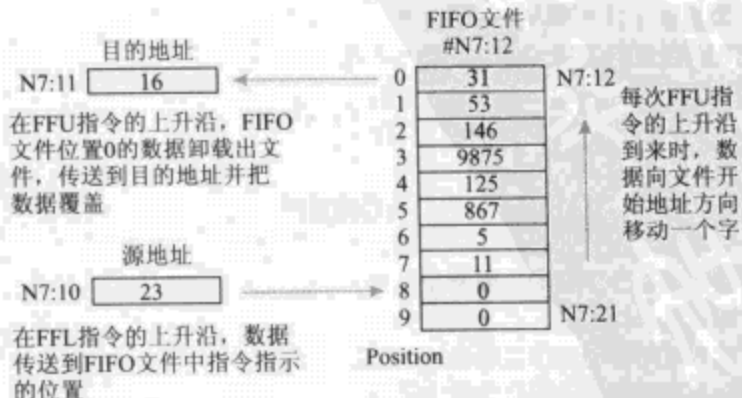 FIFO文件
#N7:12
目的地址
N7:11 16
在FFU指令的上升沿，FIFO
文件位置0的数据卸载出文
件，传送到目的地址并把
数据覆盖
源地址
N7:10 23
在FFL指令的上升沿，数据
传送到FIFO文件中指令指示
的位置
0 31 N7:12
1 53
2 146
3 9875
4 125
5 867
6 5
7 11
8 0
9 0 N7:21
Position
每次FFU指
令的上升沿
到来时，数
据向文件开
始地址方向
移动一个字